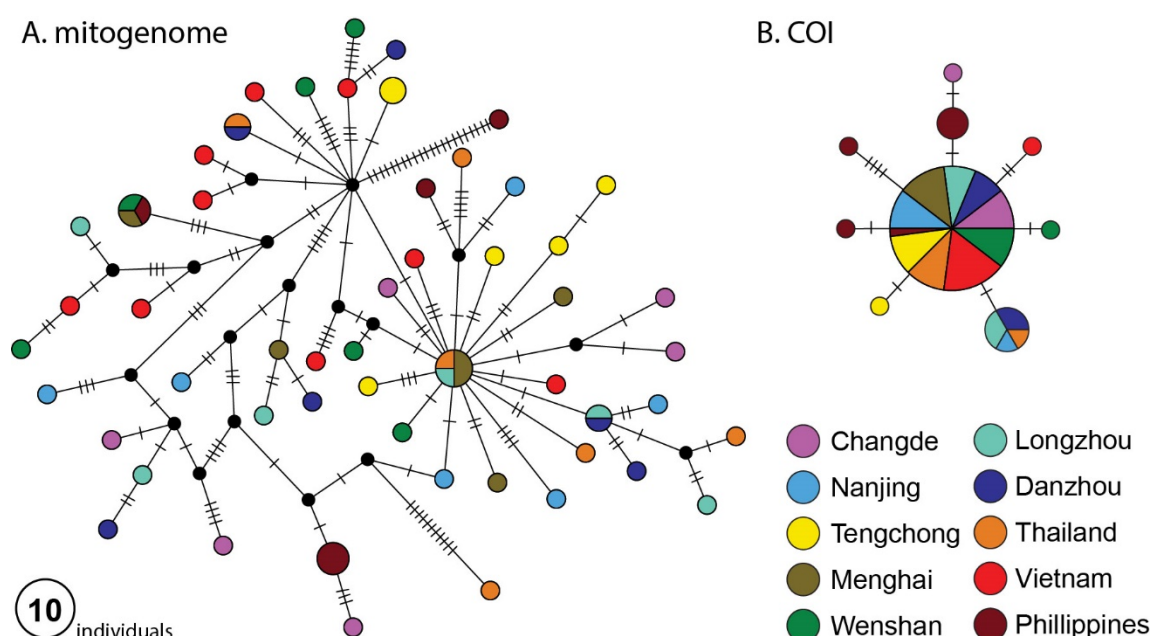 A. mitogenome
B. COI
Changde
Nanjing
Tengchong
Menghai
Wenshan
Longzhou
Danzhou
Thailand
Vietnam
Phillippines
10
individuals